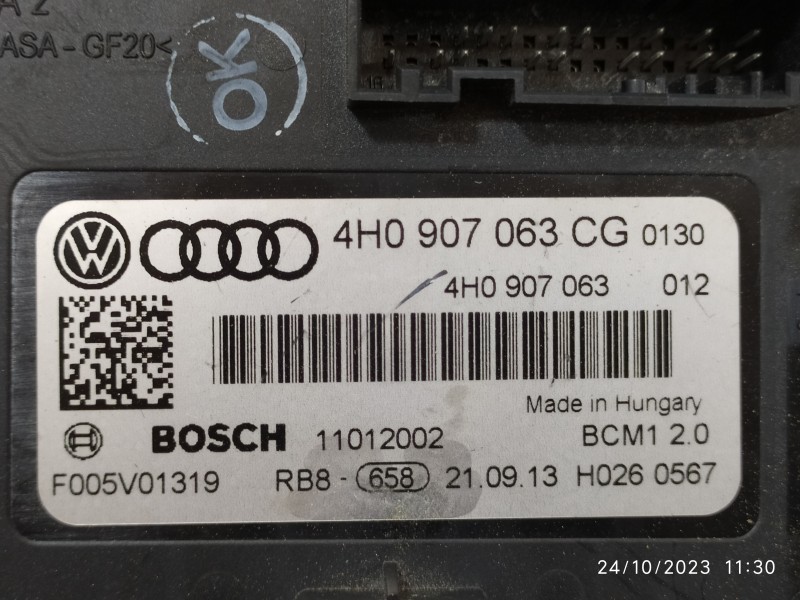 ASA-GF20<
OK
4H0 907 063 CG 0130
4H0 907 063 012
Made in Hungary
BOSCH 11012002 BCM1 2.0
F005V01319 RB8 - 658 21.09.13 H026 0567
24/10/2023 11:30